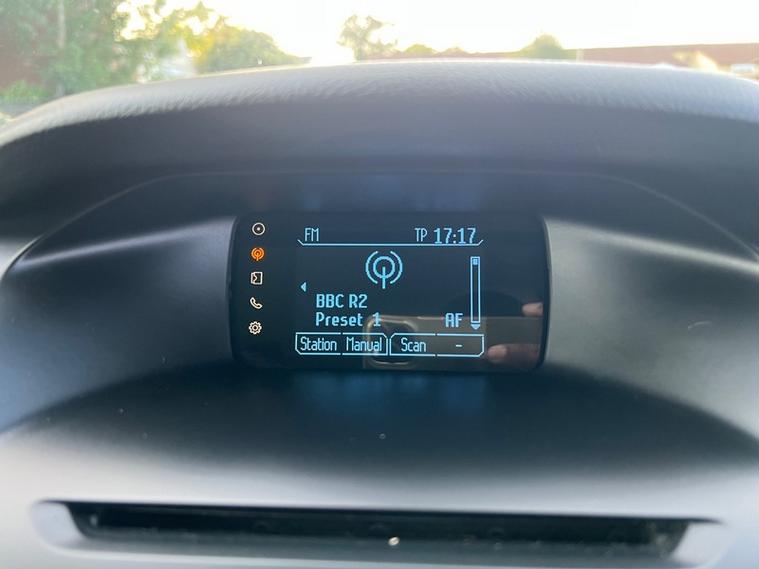 FM TP 17:17
BBC R2
Preset 1 AF
Station Manual Scan -